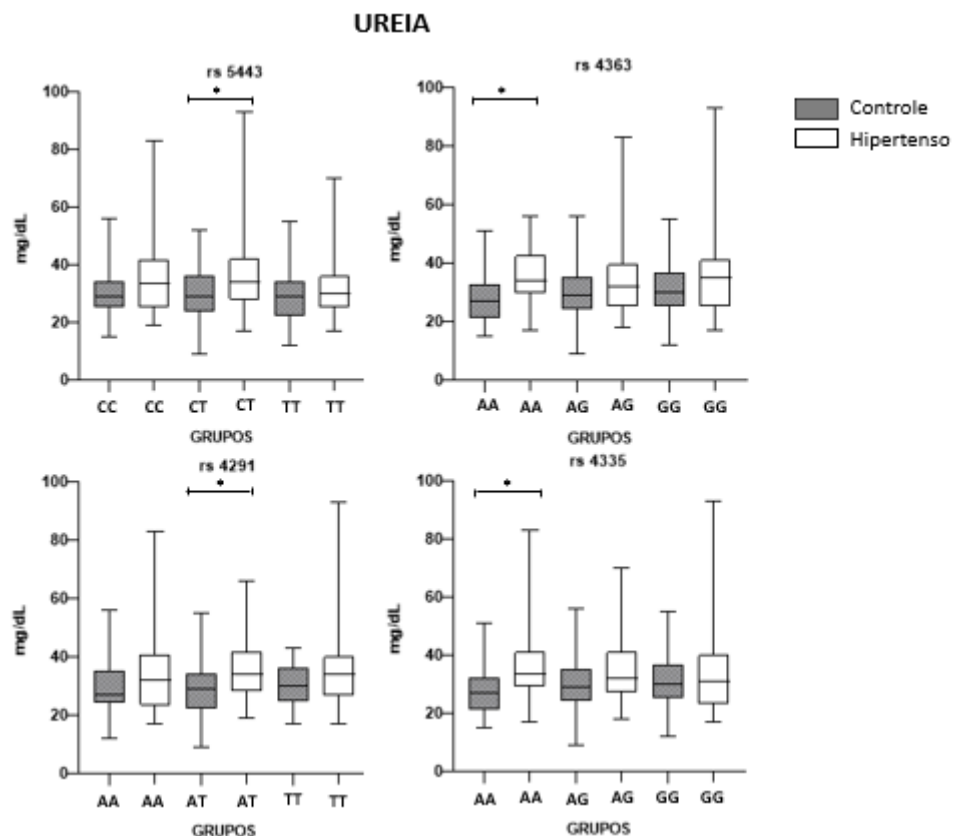 UREIA
rs 5443
*
100
80
60
40
20
0
mg/dL
CC CC CT CT TT TT
GRUPOS
rs 4363
*
100
80
60
40
20
0
mg/dL
AA AA AG AG GG GG
GRUPOS
Controle
Hipertenso
rs 4291
*
100
80
60
40
20
0
mg/dL
AA AA AT AT TT TT
GRUPOS
rs 4335
*
100
80
60
40
20
0
mg/dL
AA AA AG AG GG GG
GRUPOS